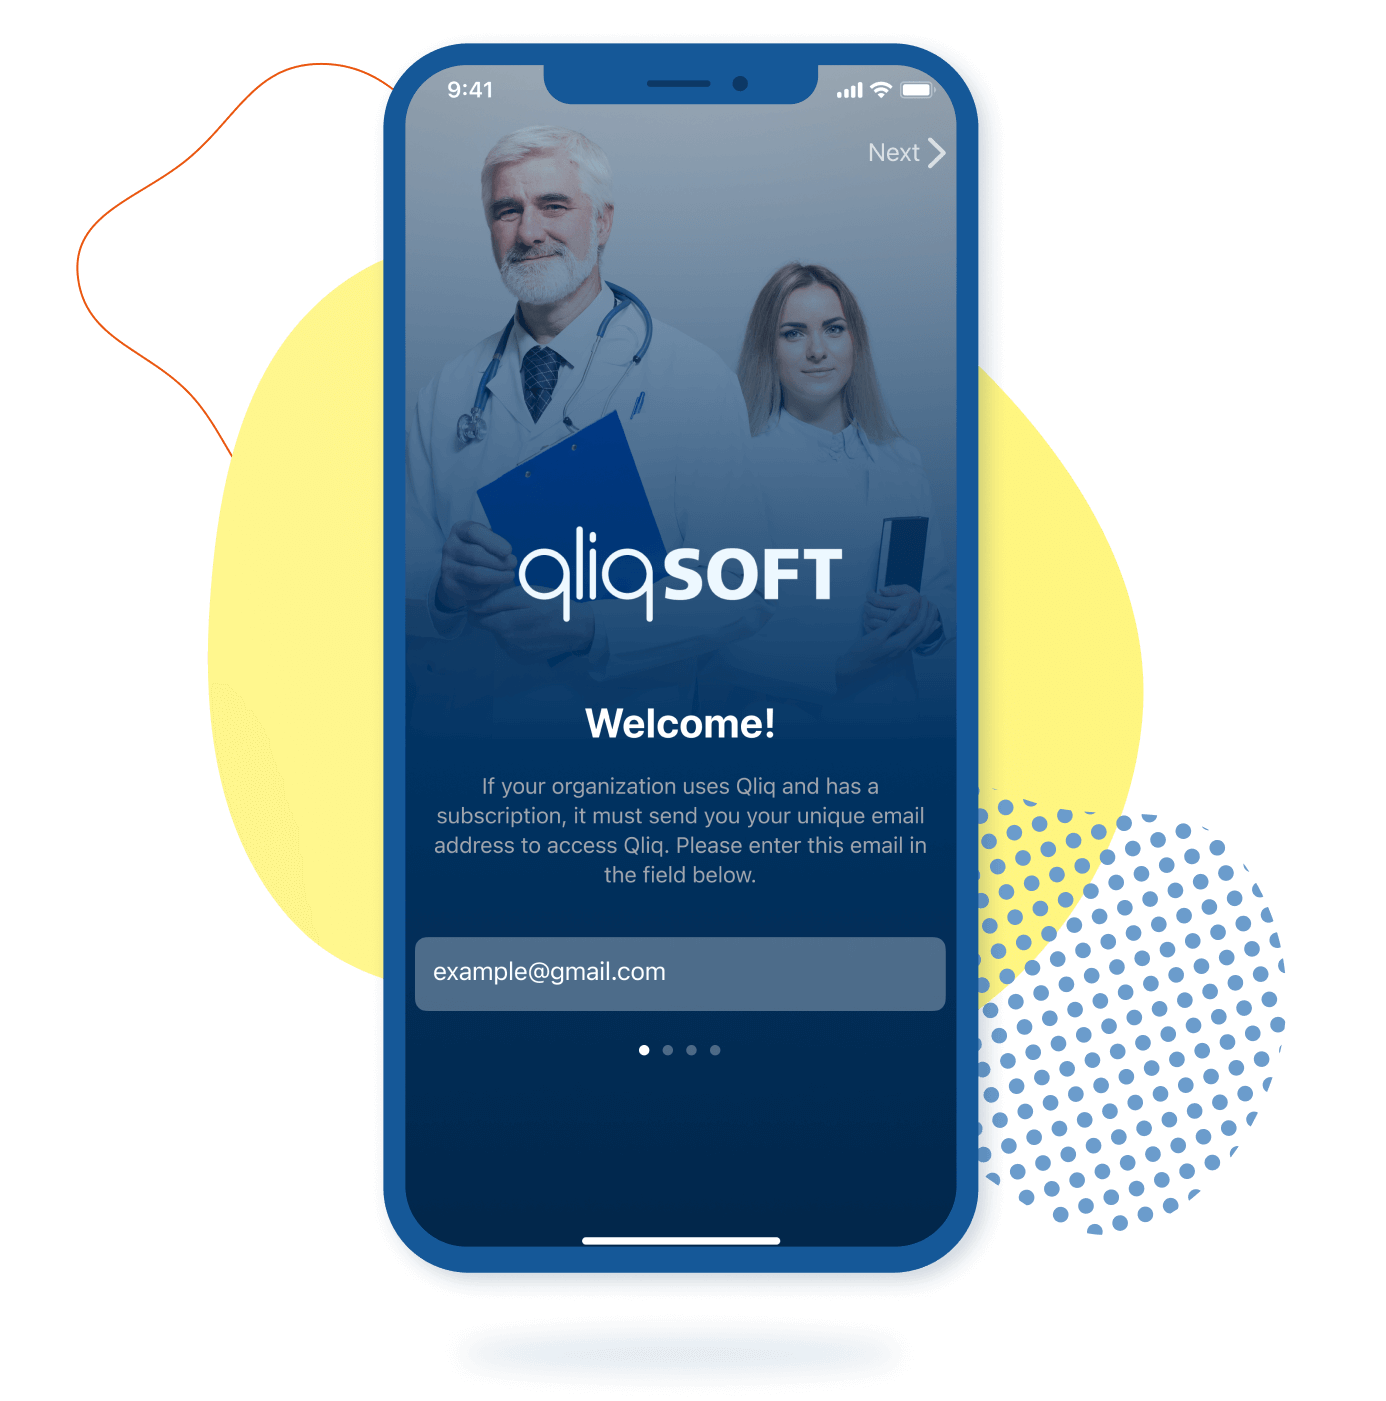 9:41
Next
qliqSOFT
Welcome!
If your organization uses Qliq and has a
subscription, it must send you your unique email
address to access Qliq. Please enter this email in
the field below.
example@gmail.com